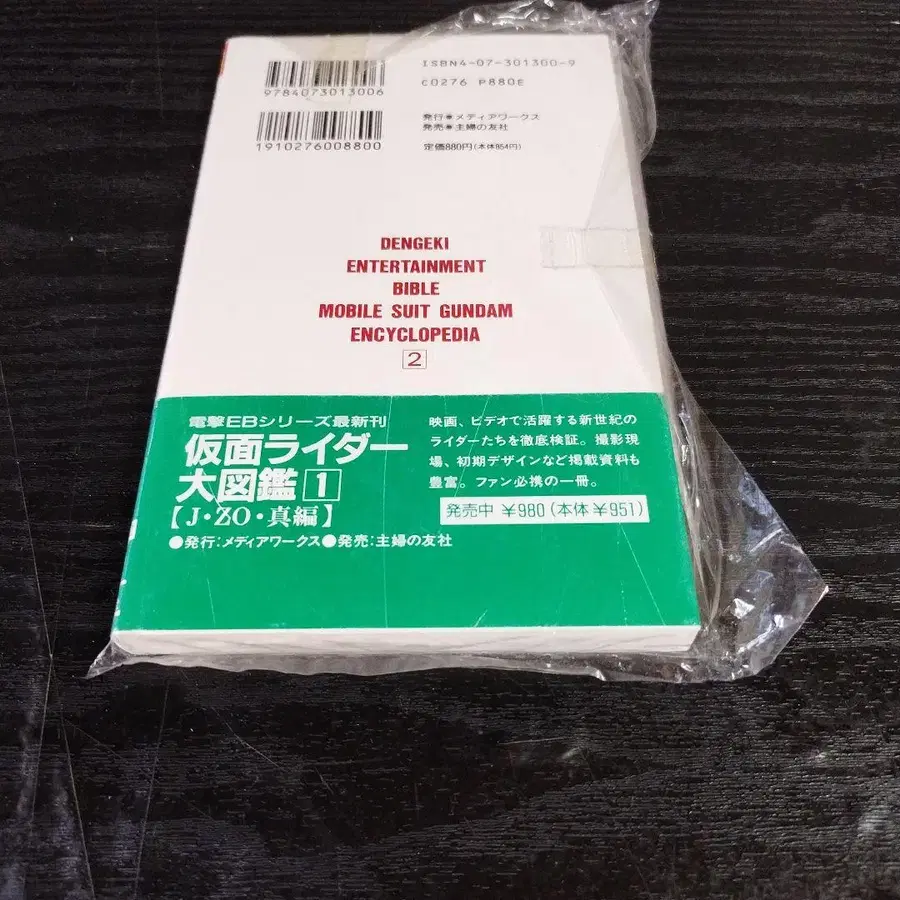 9784073013006
1910276008800
ISBN4-07-301300-9
C0276 P880E
発行●メディアワークス
発売●主婦の友社
定価880円(本体854円)
DENGEKI
ENTERTAINMENT
BIBLE
MOBILE SUIT GUNDAM
ENCYCLOPEDIA
2
電撃EBシリーズ最新刊
仮面ライダー
大図鑑1
【J・ZO・真編】
●発行:メディアワークス●発売:主婦の友社
映画、ビデオで活躍する新世紀の
ライダーたちを徹底検証。撮影現
場、初期デザインなど掲載資料も
豊富。ファン必携の一冊。
発売中 ¥980(本体¥951)